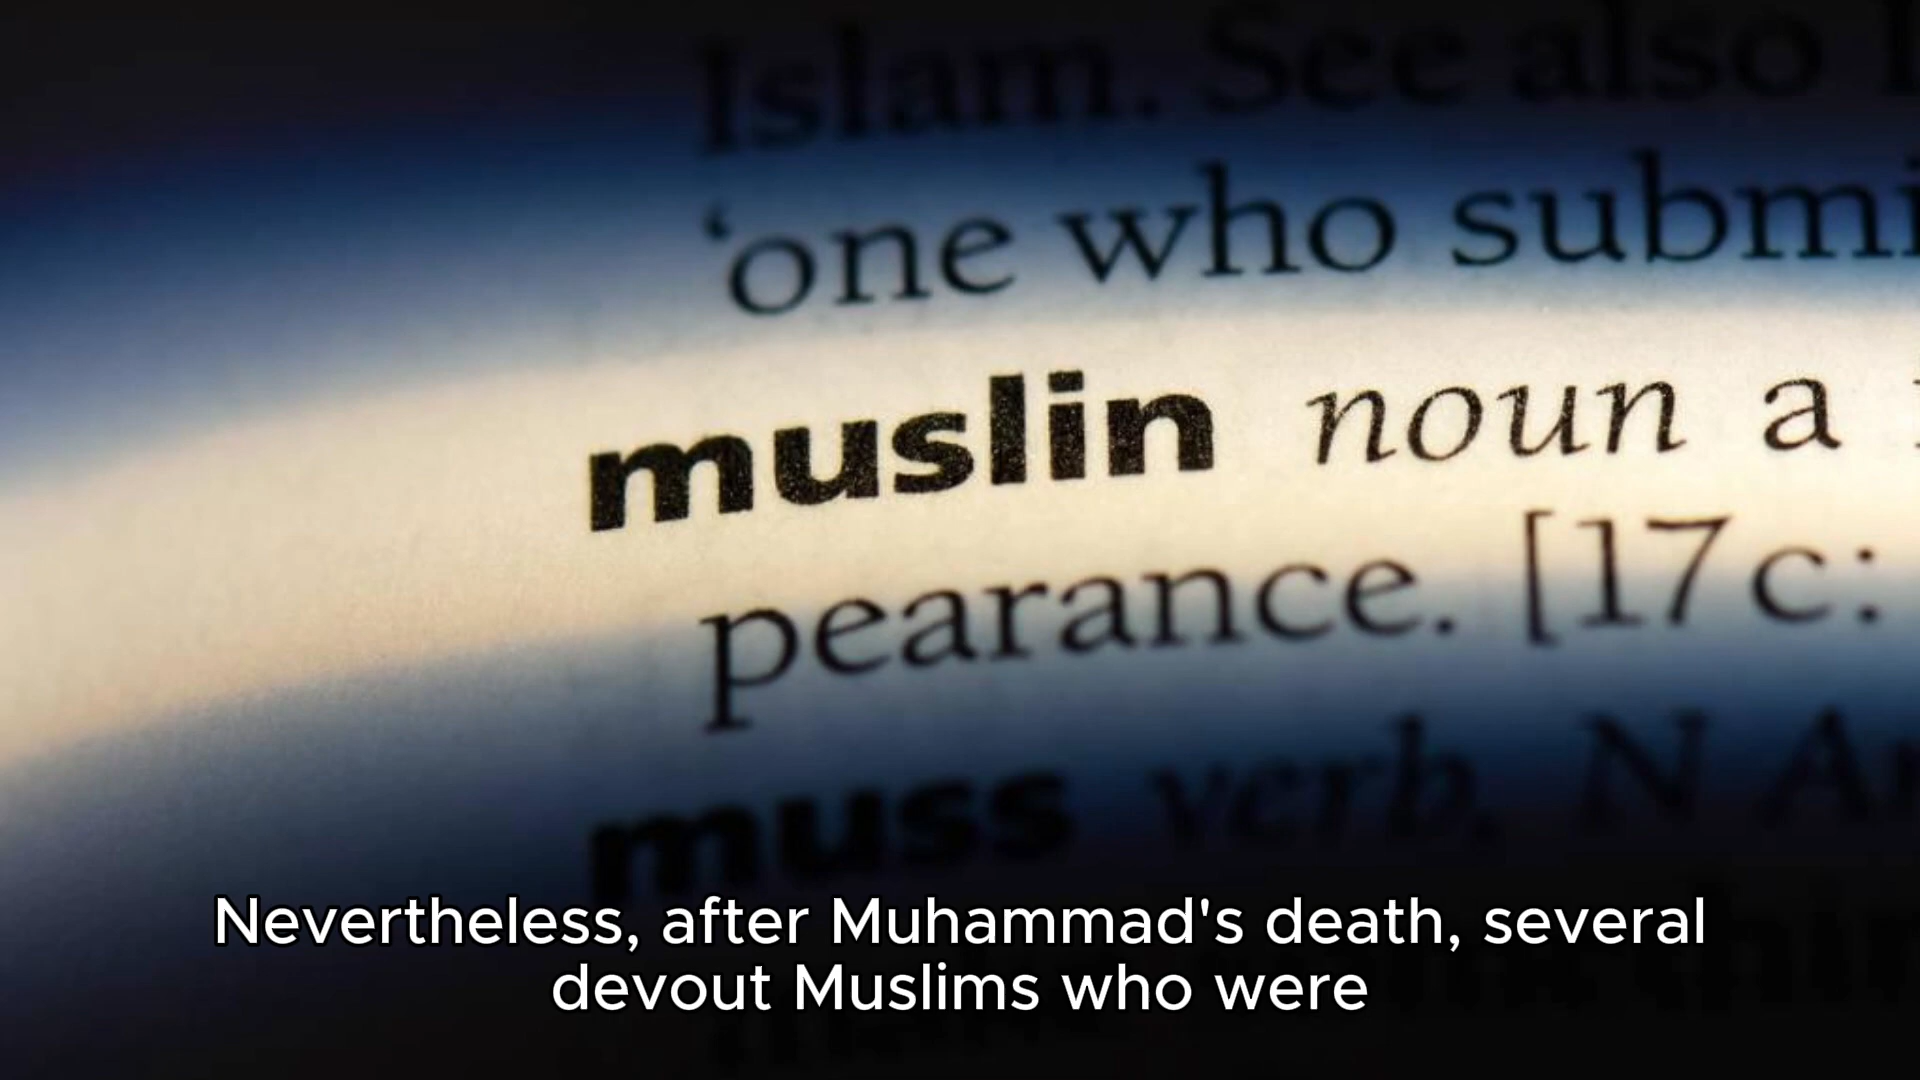 Islam. See also
'one who submi
muslin noun a
pearance. [17c:
muss verb, N Am
Nevertheless, after Muhammad's death, several
devout Muslims who were